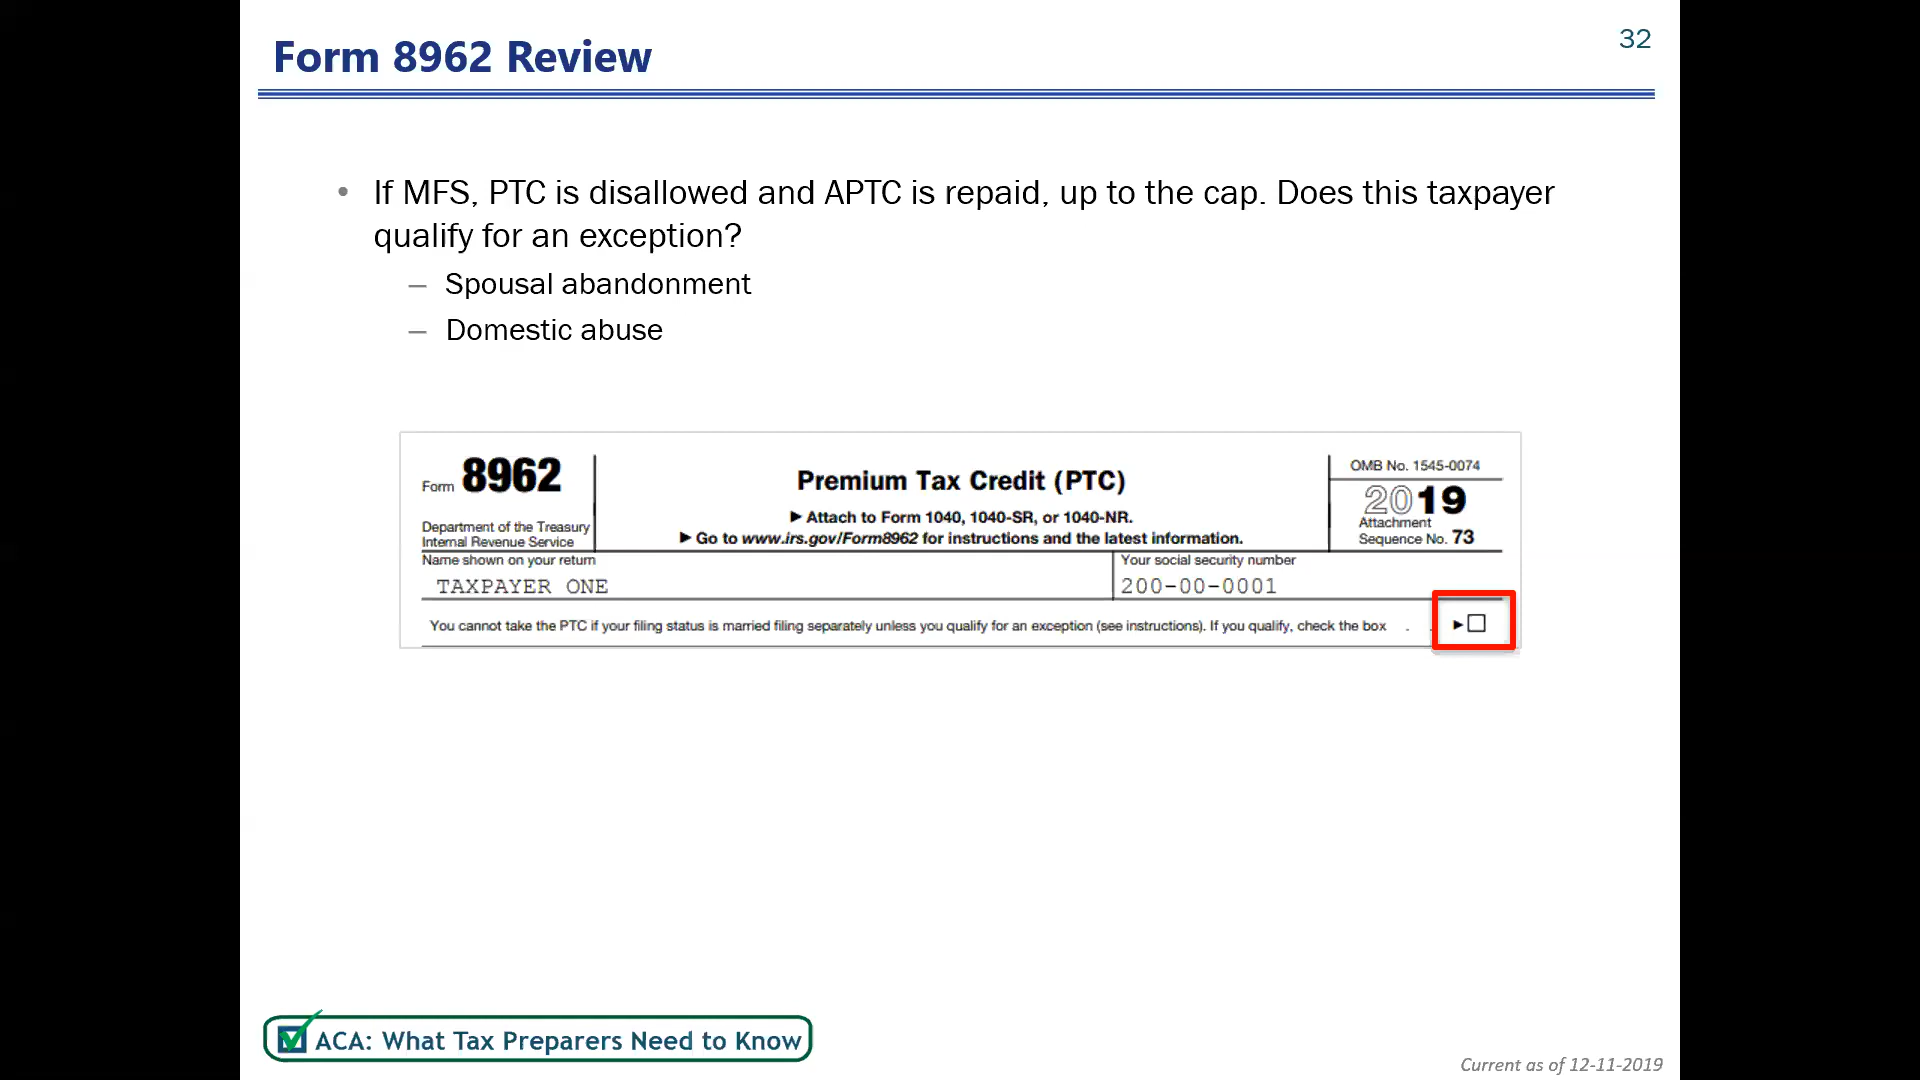 Form 8962 Review
32
• If MFS, PTC is disallowed and APTC is repaid, up to the cap. Does this taxpayer
qualify for an exception?
– Spousal abandonment
– Domestic abuse
Form 8962
Department of the Treasury
Internal Revenue Service
Premium Tax Credit (PTC)
▶ Attach to Form 1040, 1040-SR, or 1040-NR.
▶ Go to www.irs.gov/Form8962 for instructions and the latest information.
OMB No. 1545-0074
2019
Attachment
Sequence No. 73
Name shown on your return
TAXPAYER ONE
Your social security number
200-00-0001
You cannot take the PTC if your filing status is married filing separately unless you qualify for an exception (see instructions). If you qualify, check the box . . ▶ □
ACA: What Tax Preparers Need to Know
Current as of 12-11-2019